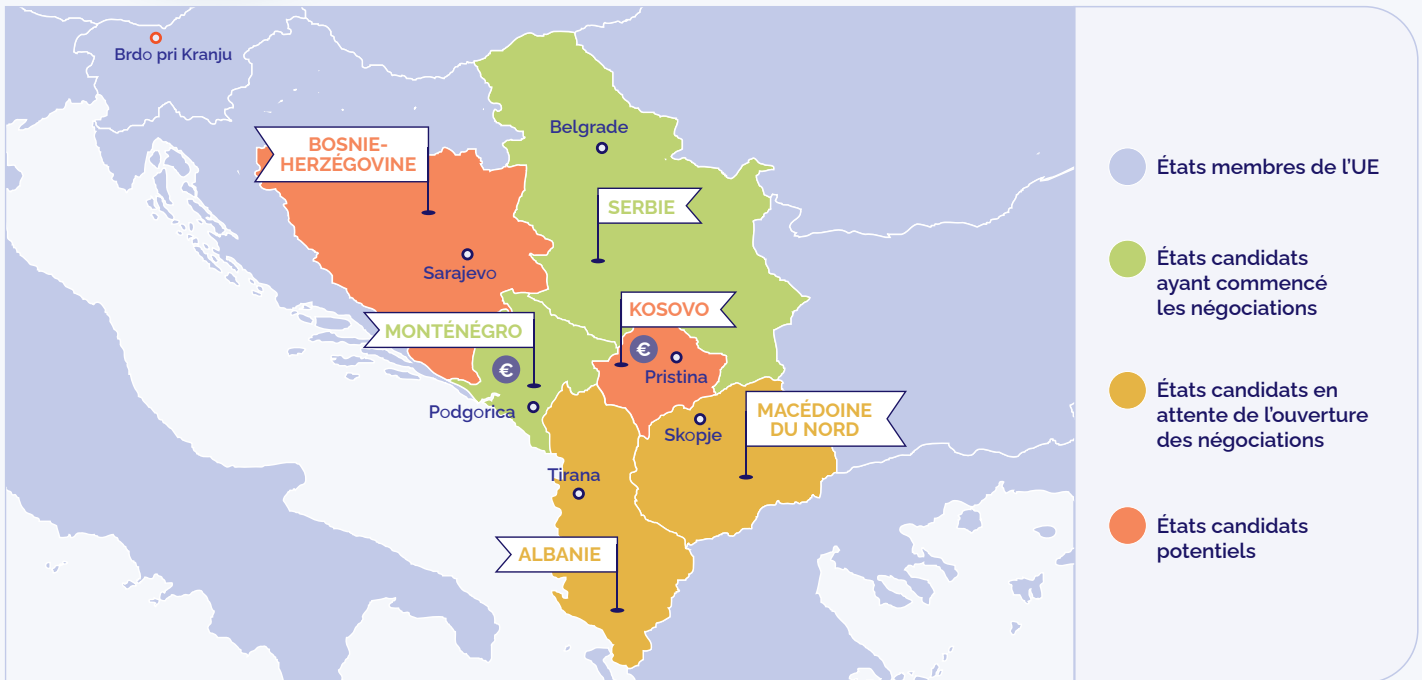 Brdo pri Kranju
BOSNIE-
HERZÉGOVINE
Belgrade
SERBIE
Sarajevo
KOSOVO
MONTÉNÉGRO
€
€
Pristina
Podgorica
MACÉDOINE
DU NORD
Skopje
Tirana
ALBANIE
États membres de l’UE
États candidats
ayant commencé
les négociations
États candidats en
attente de l’ouverture
des négociations
États candidats
potentiels